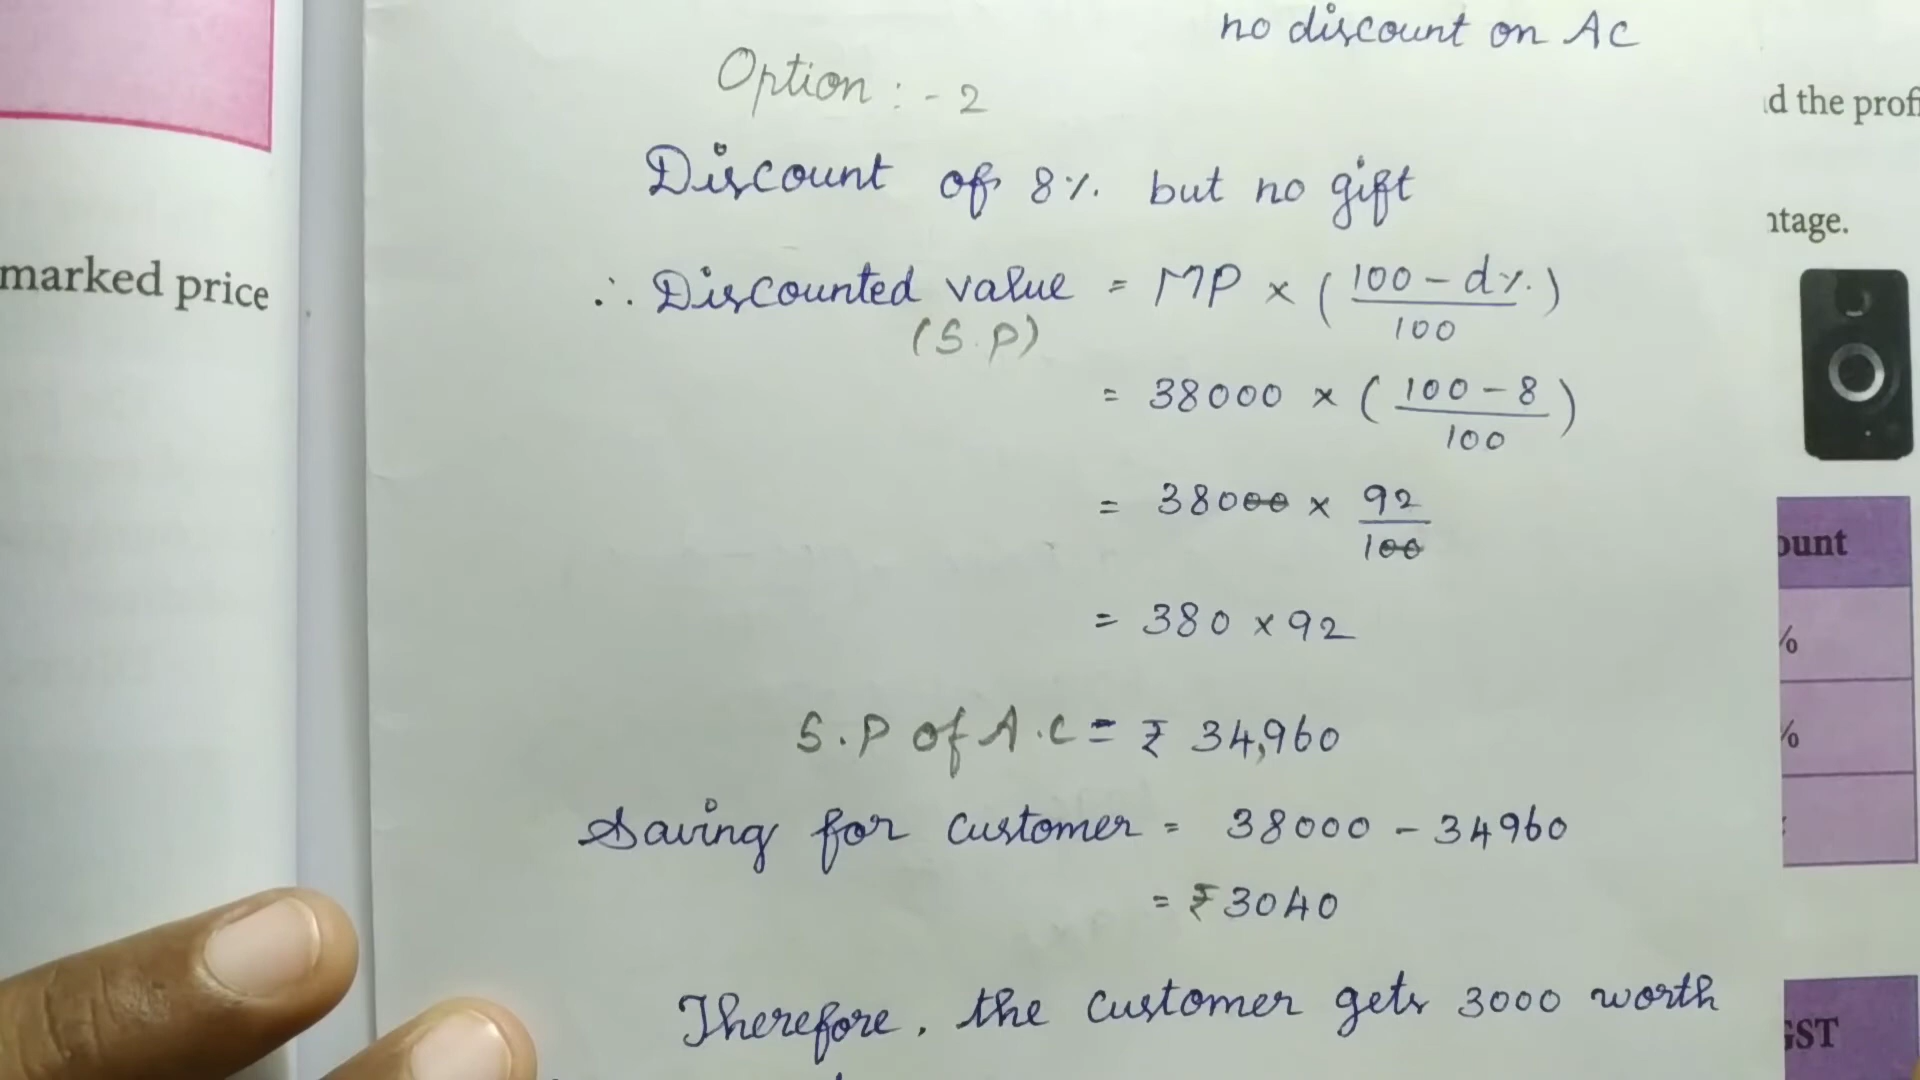 no discount on AC
Option :- 2
Discount of 8% but no gift
∴ Discounted value = MP × (100 - d% / 100)
(S.P)
= 38000 × (100 - 8 / 100)
= 38000 × 92 / 100
= 380 × 92
S.P of A.C = ₹ 34,960
Saving for customer = 38000 - 34960
= ₹ 3040
Therefore, the customer gets 3000 worth
marked price
d the profi
ntage.
ount
%
%
GST